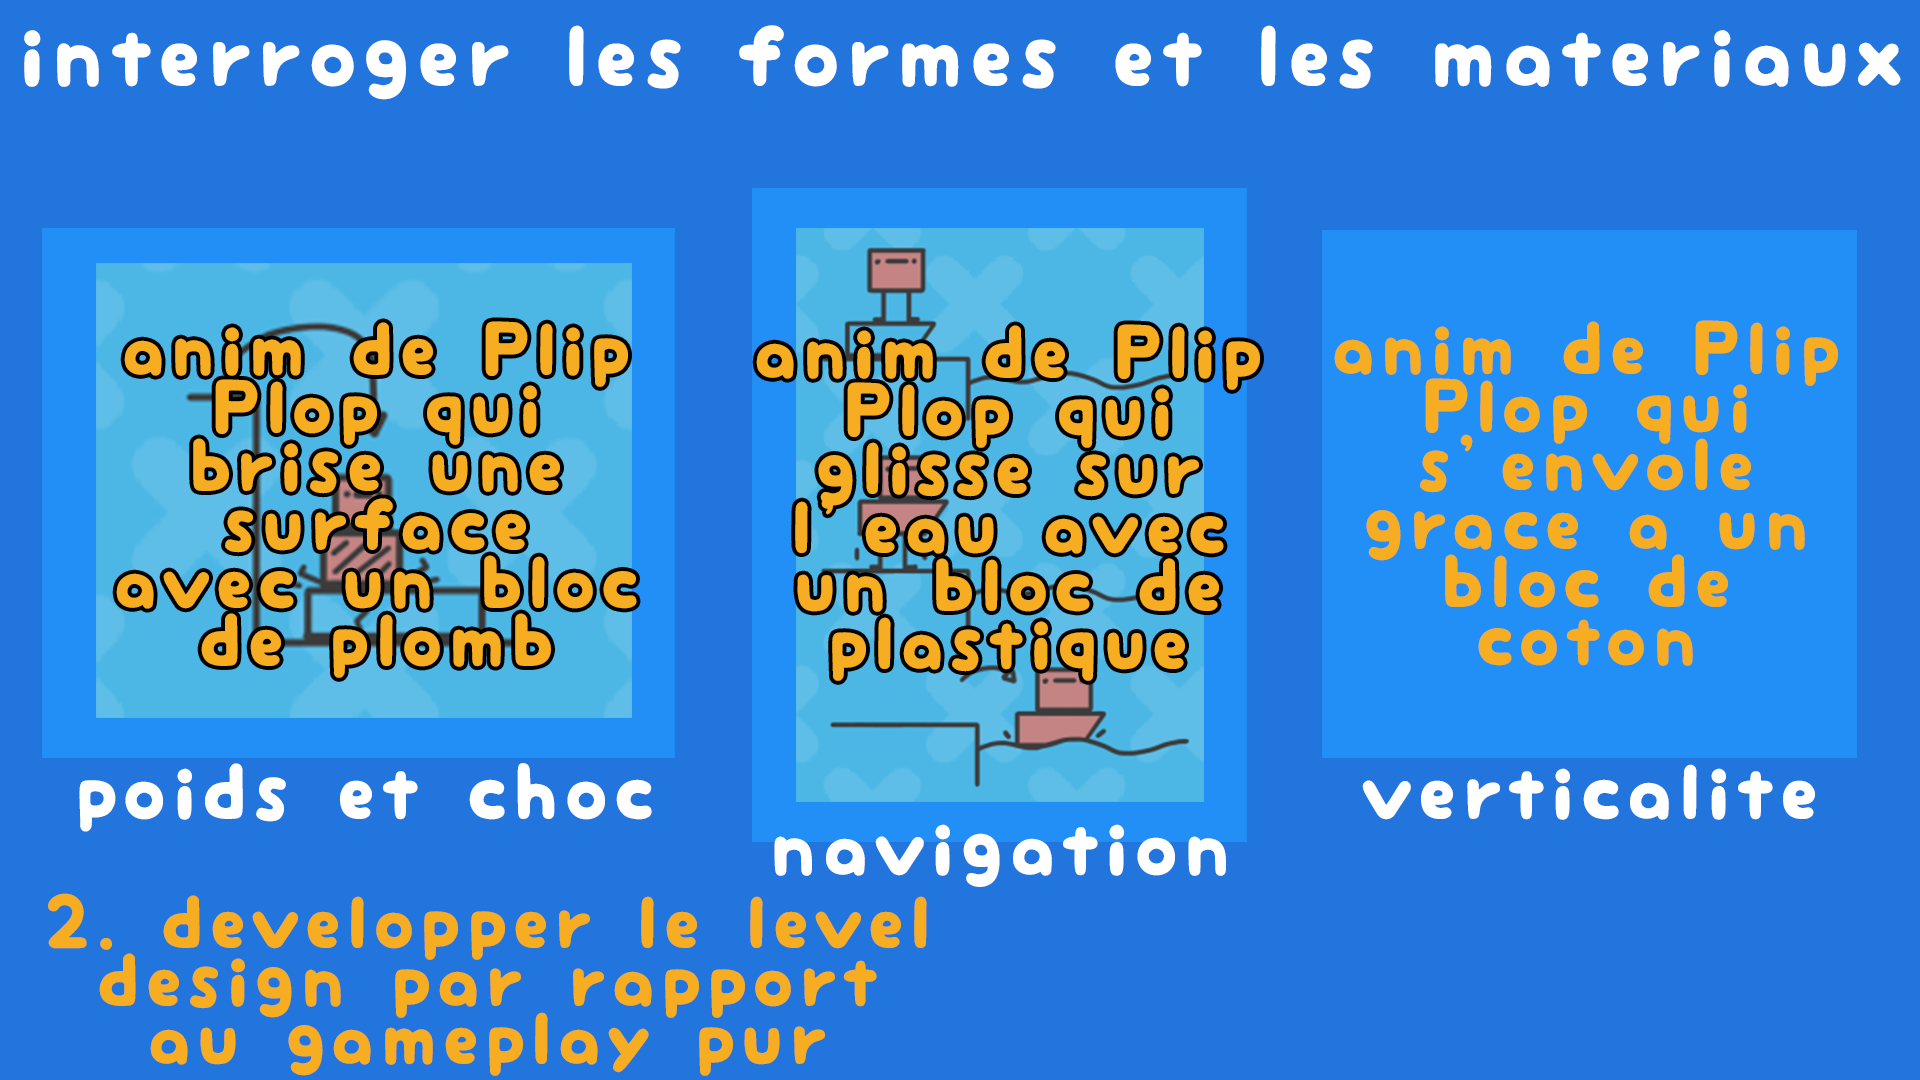 interroger les formes et les materiaux
anim de Plip
Plop qui
brise une
surface
avec un bloc
de plomb
poids et choc
anim de Plip
Plop qui
glisse sur
l'eau avec
un bloc de
plastique
navigation
anim de Plip
Plop qui
s'envole
grace a un
bloc de
coton
verticalite
2. developper le level
design par rapport
au gameplay pur